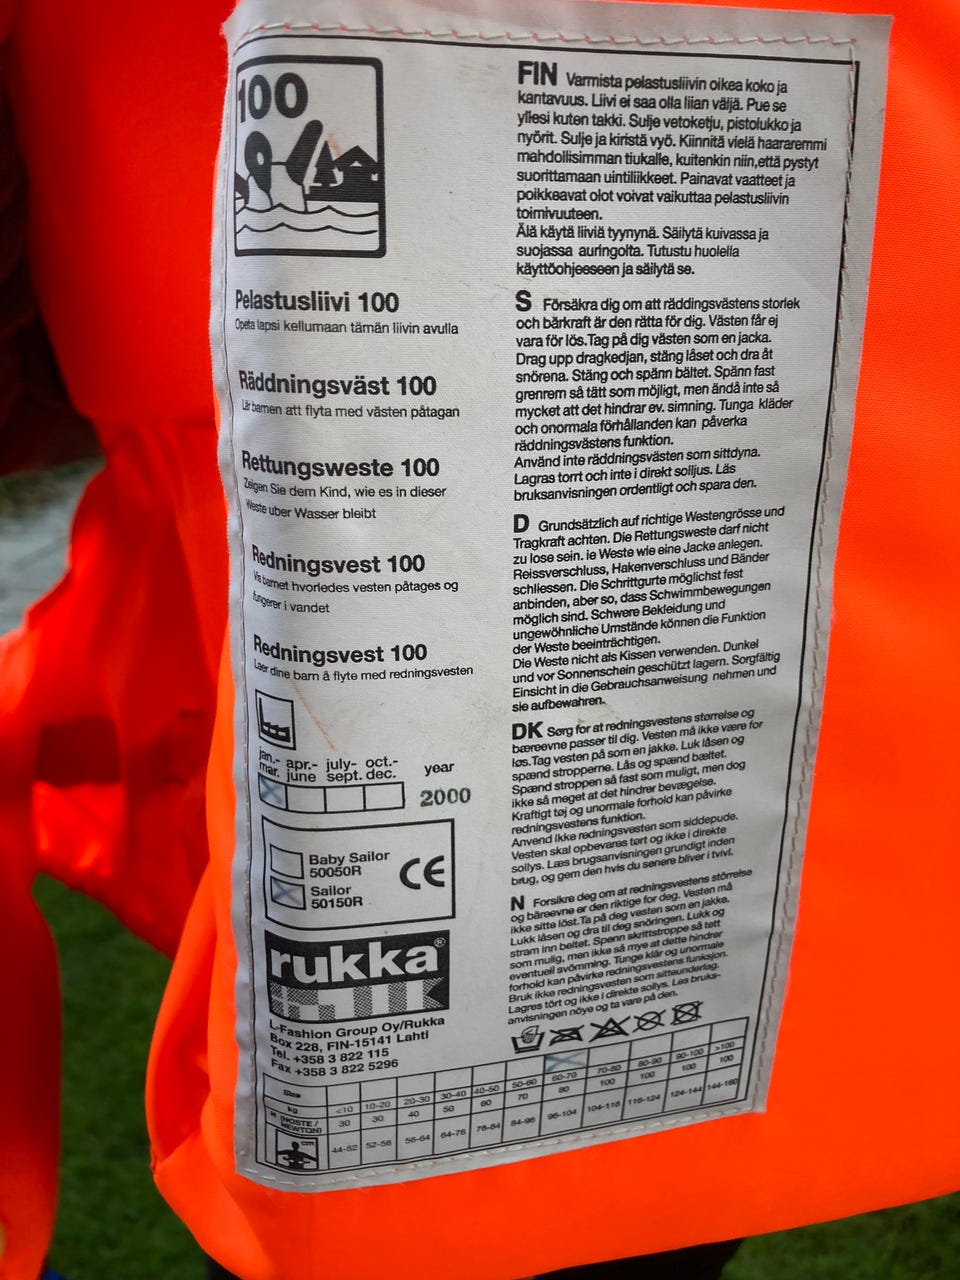 100
Pelastusliivi 100
Opeta lapsi kellumaan tämän liivin avulla
Räddningsväst 100
Lär barnen att flyta med västen påtagan
Rettungsweste 100
Zeigen Sie dem Kind, wie es in dieser
Weste uber Wasser bleibt
Redningsvest 100
Vis barnet hvorledes vesten påtages og
fungerer i vandet
Redningsvest 100
Laer dine barn å flyte med redningsvesten
jan.- apr.- july- oct.- year
mar. june sept. dec.
2000
Baby Sailor
50050R
Sailor
50150R
CE
rukka®
L-Fashion Group Oy/Rukka
Box 228, FIN-15141 Lahti
Tel. +358 3 822 115
Fax +358 3 822 5296
FIN Varmista pelastusliivin oikea koko ja
kantavuus. Liivi ei saa olla liian väljä. Pue se
yllesi kuten takki. Sulje vetoketju, pistolukko ja
nyörit. Sulje ja kiristä vyö. Kiinnitä vielä haararemmi
mahdollisimman tiukalle, kuitenkin niin,että pystyt
suorittamaan uintiliikkeet. Painavat vaatteet ja
poikkeavat olot voivat vaikuttaa pelastusliivin
toimivuuteen.
Älä käytä liiviä tyynynä. Säilytä kuivassa ja
suojassa auringolta. Tutustu huolella
käyttöohjeeseen ja säilytä se.
S Försäkra dig om att räddingsvästens storlek
och bärkraft är den rätta för dig. Västen får ej
vara för lös.Tag på dig västen som en jacka.
Drag upp dragkedjan, stäng låset och dra åt
snörena. Stäng och spänn bältet. Spänn fast
grenrem så tätt som möjligt, men ändå inte så
mycket att det hindrar ev. simning. Tunga kläder
och onormala förhållanden kan påverka
räddningsvästens funktion.
Använd inte räddningsvästen som sittdyna.
Lagras torrt och inte i direkt solljus. Läs
bruksanvisningen ordentligt och spara den.
D Grundsätzlich auf richtige Westengrösse und
Tragkraft achten. Die Rettungsweste darf nicht
zu lose sein. ie Weste wie eine Jacke anlegen.
Reissverschluss, Hakenverschluss und Bänder
schliessen. Die Schrittgurte möglichst fest
anbinden, aber so, dass Schwimmbewegungen
möglich sind. Schwere Bekleidung und
ungewöhnliche Umstände können die Funktion
der Weste beeinträchtigen.
Die Weste nicht als Kissen verwenden. Dunkel
und vor Sonnenschein geschützt lagern. Sorgfältig
Einsicht in die Gebrauchsanweisung nehmen und
sie aufbewahren.
DK Sørg for at redningsvestens størrelse og
bæreevne passer til dig. Vesten må ikke være for
løs.Tag vesten på som en jakke. Luk låsen og
spænd stropperne. Lås og spænd bæltet.
Spænd stroppen så fast som muligt, men dog
ikke så meget at det hindrer bevægelse.
Kraftigt tøj og unormale forhold kan påvirke
redningsvestens funktion.
Anvend ikke redningsvesten som siddepude.
Vesten skal opbevares tørt og ikke i direkte
sollys. Læs brugsanvisningen grundigt inden
brug, og gem den hvis du senere bliver i tvivl.
N Forsikre deg om at redningsvestens størrelse
og bäreevne er den riktige for deg. Vesten må
ikke sitte löst.Ta på deg vesten som en jakke.
Lukk låsen og dra til deg snöringen. Lukk og
stram inn beltet. Spenn skrittstroppe så tett
som mulig, men ikke så mye at dette hindrer
eventuell svömming. Tunge klär og unormale
forhold kan påvirke redningsvestens funksjon.
Bruk ikke redningsvesten som sitteunderlag.
Lagres tört og ikke i direkte sollys. Les bruks-
anvisningen nöye og ta vare på den.
Size kg <10 10-20 20-30 30-40 40-50 50-60 60-70 70-80 80-90 90-100 >100
N (NOSTE / NEWTON) 30 30 40 50 60 70 80 100 100 100 100
cm 44-52 52-56 56-64 64-76 76-84 84-96 96-104 104-116 116-124 124-144 144-160